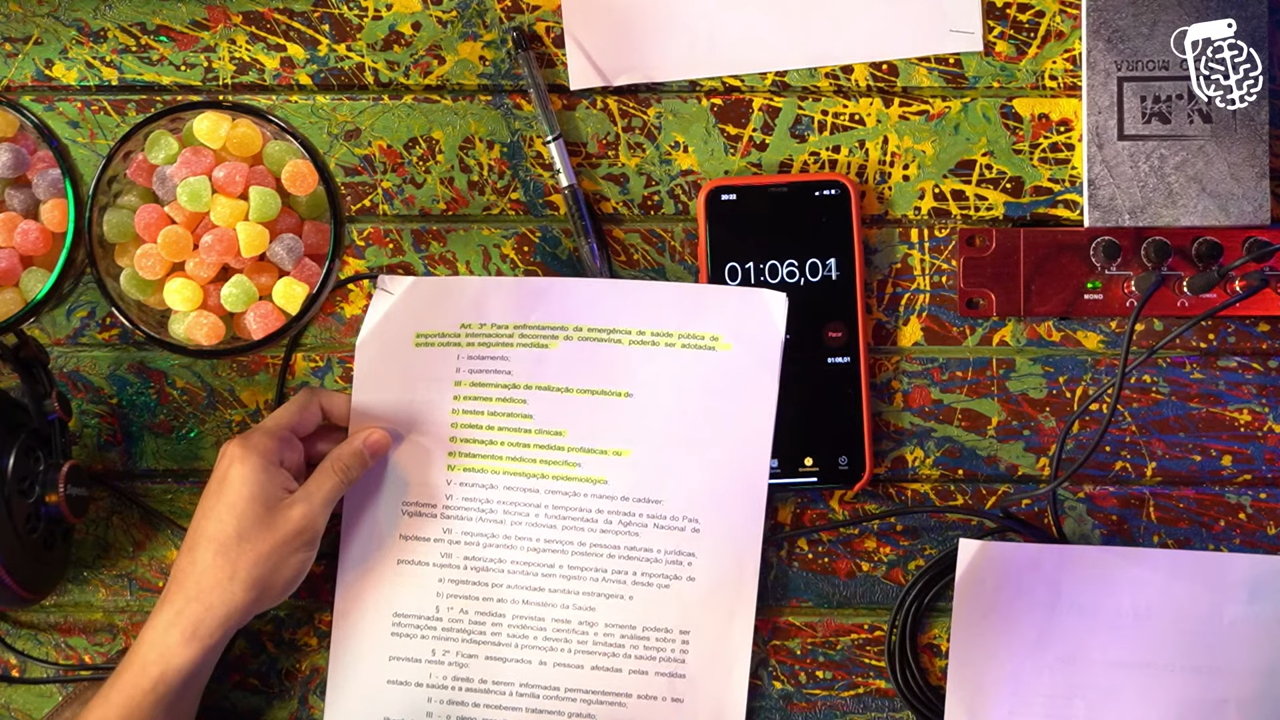 MOURA
20:22
4G
01:06,04
Parar
01:06,01
MONO
POWER
Art. 3º Para enfrentamento da emergência de saúde pública de
importância internacional decorrente do coronavírus, poderão ser adotadas,
entre outras, as seguintes medidas:
I - isolamento;
II - quarentena;
III - determinação de realização compulsória de:
a) exames médicos;
b) testes laboratoriais;
c) coleta de amostras clínicas;
d) vacinação e outras medidas profiláticas; ou
e) tratamentos médicos específicos;
IV - estudo ou investigação epidemiológica;
V - exumação, necropsia, cremação e manejo de cadáver;
VI - restrição excepcional e temporária de entrada e saída do País,
conforme recomendação técnica e fundamentada da Agência Nacional de
Vigilância Sanitária (Anvisa), por rodovias, portos ou aeroportos;
VII - requisição de bens e serviços de pessoas naturais e jurídicas,
hipótese em que será garantido o pagamento posterior de indenização justa; e
VIII - autorização excepcional e temporária para a importação de
produtos sujeitos à vigilância sanitária sem registro na Anvisa, desde que:
a) registrados por autoridade sanitária estrangeira; e
b) previstos em ato do Ministério da Saúde.
§ 1º As medidas previstas neste artigo somente poderão ser
determinadas com base em evidências científicas e em análises sobre as
informações estratégicas em saúde e deverão ser limitadas no tempo e no
espaço ao mínimo indispensável à promoção e à preservação da saúde pública.
§ 2º Ficam assegurados às pessoas afetadas pelas medidas
previstas neste artigo:
I - o direito de serem informadas permanentemente sobre o seu
estado de saúde e a assistência à família conforme regulamento;
II - o direito de receberem tratamento gratuito;
III - o pleno